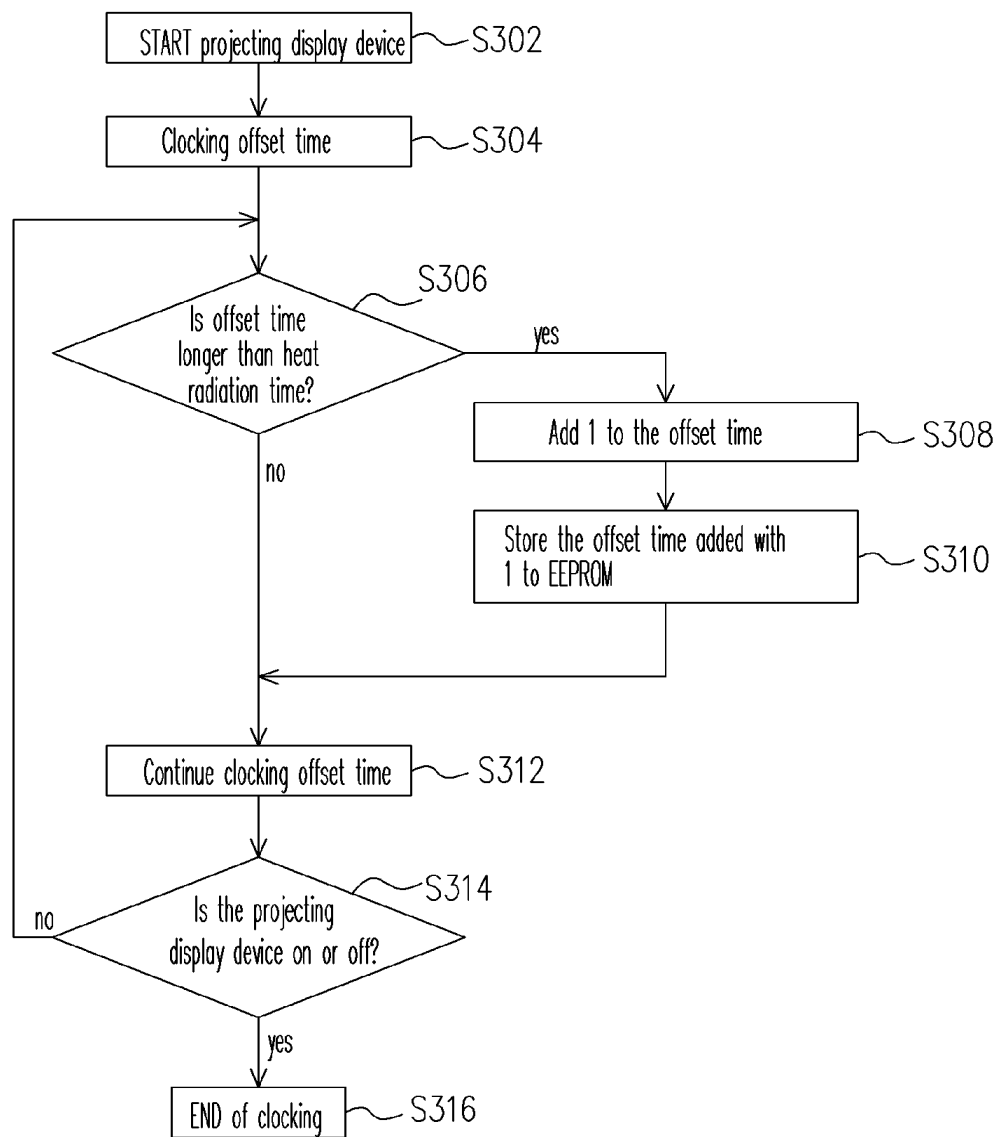 START projecting display device
S302
Clocking offset time
S304
S306
Is offset time
longer than heat
radiation time?
yes
no
Add 1 to the offset time
S308
Store the offset time added with
1 to EEPROM
S310
Continue clocking offset time
S312
S314
Is the projecting
display device on or off?
no
yes
END of clocking
S316